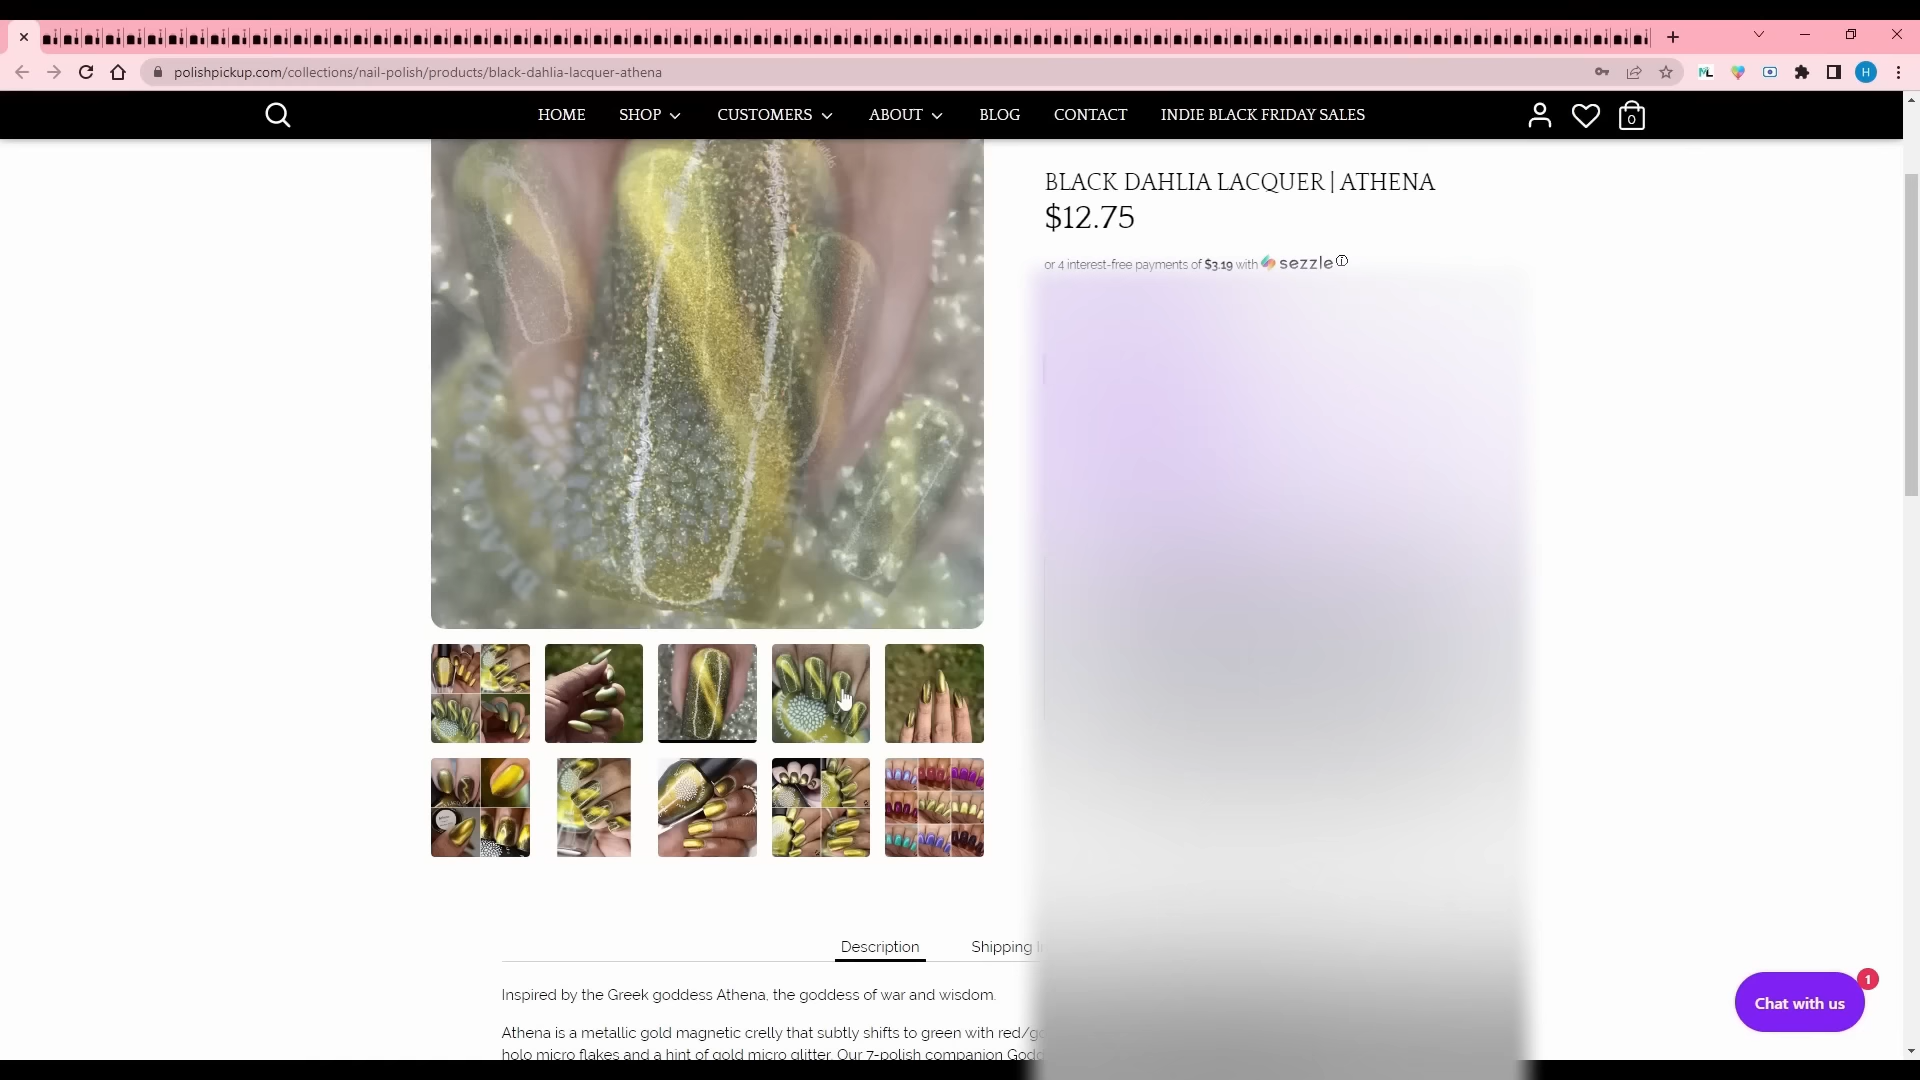 polishpickup.com/collections/nail-polish/products/black-dahlia-lacquer-athena
ML
H
HOME
SHOP
CUSTOMERS
ABOUT
BLOG
CONTACT
INDIE BLACK FRIDAY SALES
0
BLACK DAHLIA LACQUER | ATHENA
$12.75
or 4 interest-free payments of $3.19 with sezzle
Description
Shipping
Inspired by the Greek goddess Athena, the goddess of war and wisdom.
Athena is a metallic gold magnetic crelly that subtly shifts to green with
holo micro flakes and a hint of gold micro glitter. Our 7-polish companion
1
Chat with us